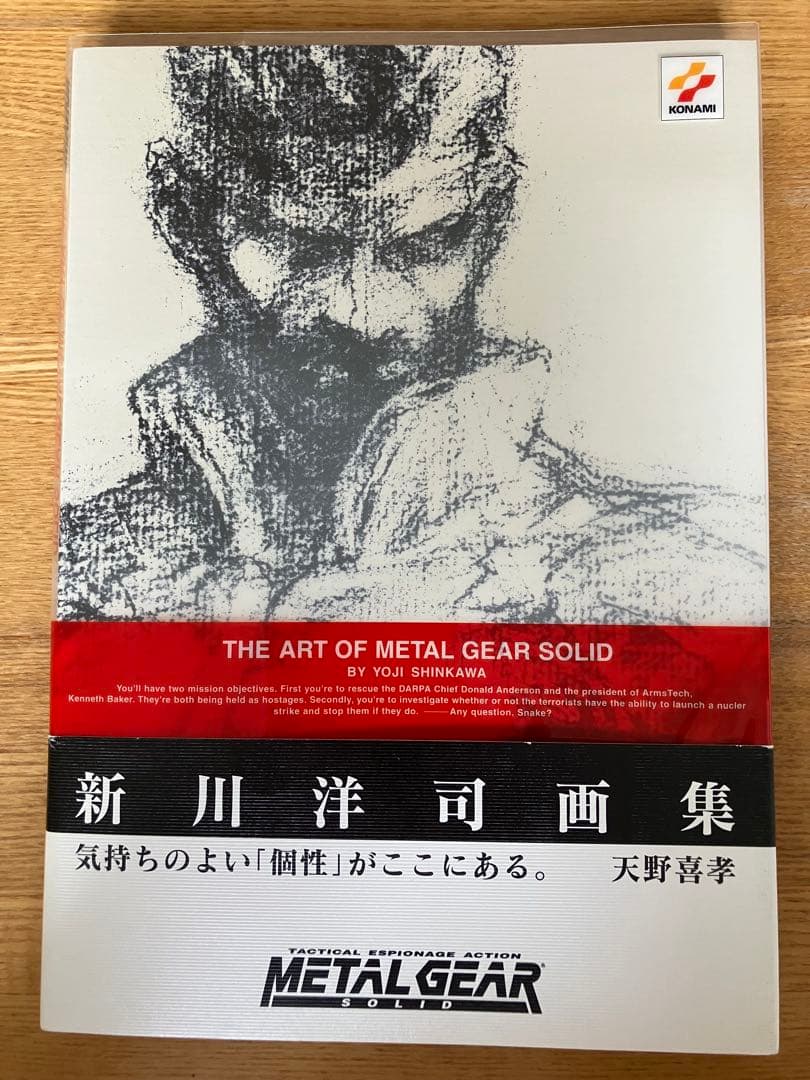 KONAMI
THE ART OF METAL GEAR SOLID
BY YOJI SHINKAWA
You'll have two mission objectives. First you're to rescue the DARPA Chief Donald Anderson and the president of ArmsTech,
Kenneth Baker. They're both being held as hostages. Secondly, you're to investigate whether or not the terrorists have the ability to launch a nucler
strike and stop them if they do. ——Any question, Snake?
新川洋司画集
気持ちのよい「個性」がここにある。 天野喜孝
TACTICAL ESPIONAGE ACTION
METAL GEAR
SOLID